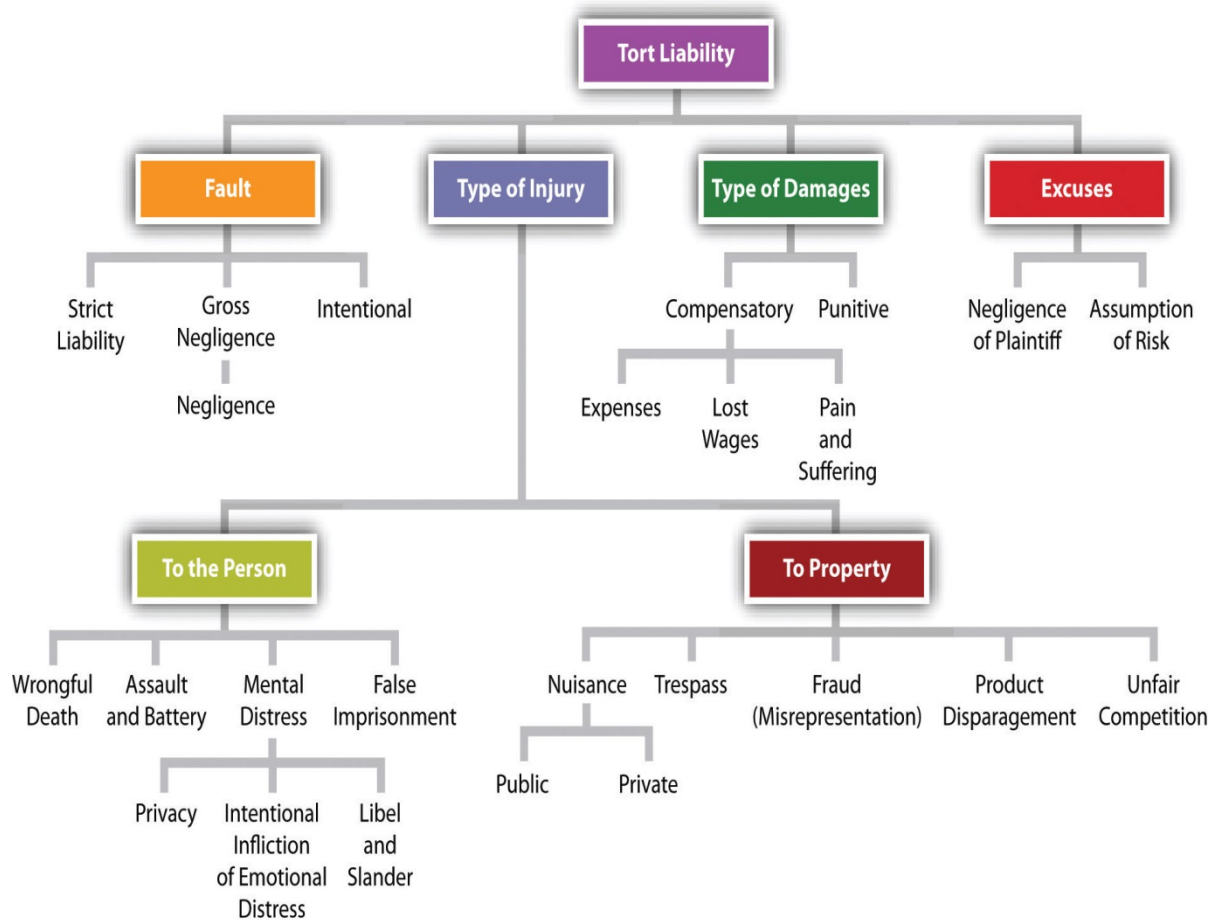 Tort Liability
Fault
Type of Injury
Type of Damages
Excuses
Strict
Liability
Gross
Negligence
Negligence
Intentional
Compensatory
Punitive
Expenses
Lost
Wages
Pain
and
Suffering
Negligence
of Plaintiff
Assumption
of Risk
To the Person
To Property
Wrongful
Death
Assault
and Battery
Mental
Distress
False
Imprisonment
Privacy
Intentional
Infliction
of Emotional
Distress
Libel
and
Slander
Nuisance
Trespass
Fraud
(Misrepresentation)
Product
Disparagement
Unfair
Competition
Public
Private